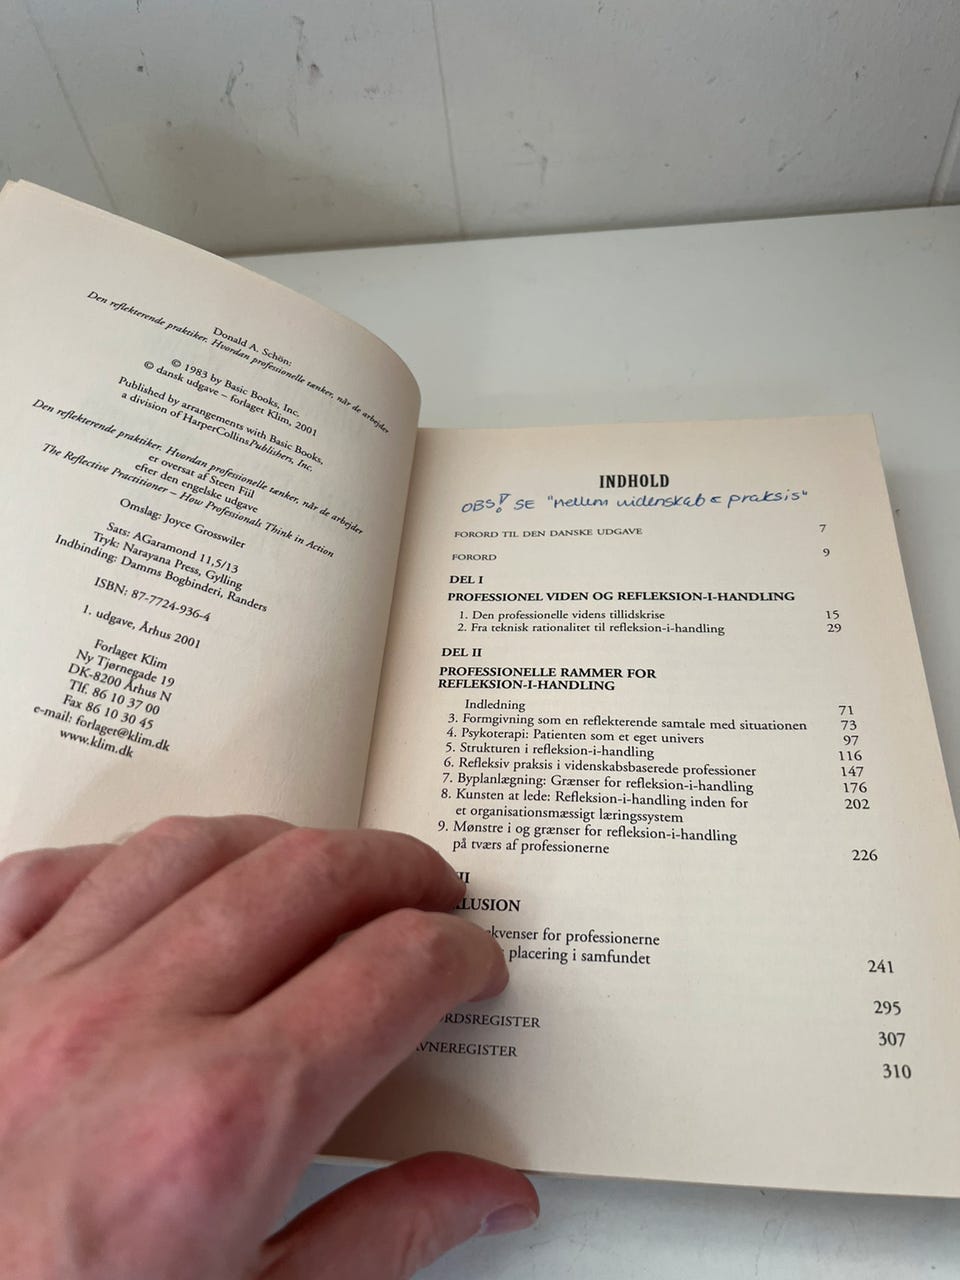 Donald A. Schön:
Den reflekterende praktiker. Hvordan professionelle tænker, når de arbejder
© 1983 by Basic Books, Inc.
© dansk udgave – forlaget Klim, 2001
Published by arrangements with Basic Books,
a division of HarperCollinsPublishers, Inc.
Den reflekterende praktiker. Hvordan professionelle tænker, når de arbejder
er oversat af Steen Fiil
efter den engelske udgave
The Reflective Practitioner – How Professionals Think in Action
Omslag: Joyce Grosswiler
Sats: AGaramond 11,5/13
Tryk: Narayana Press, Gylling
Indbinding: Damms Bogbinderi, Randers
ISBN: 87-7724-936-4
1. udgave, Århus 2001
Forlaget Klim
Ny Tjørnegade 19
DK-8200 Århus N
Tlf. 86 10 37 00
Fax 86 10 30 45
e-mail: forlaget@klim.dk
www.klim.dk
INDHOLD
OBS! SE "Mellem videnskab & praksis"
FORORD TIL DEN DANSKE UDGAVE 7
FORORD 9
DEL I
PROFESSIONEL VIDEN OG REFLEKSION-I-HANDLING
1. Den professionelle videns tillidskrise 15
2. Fra teknisk rationalitet til refleksion-i-handling 29
DEL II
PROFESSIONELLE RAMMER FOR
REFLEKSION-I-HANDLING
Indledning 71
3. Formgivning som en reflekterende samtale med situationen 73
4. Psykoterapi: Patienten som et eget univers 97
5. Strukturen i refleksion-i-handling 116
6. Refleksiv praksis i videnskabsbaserede professioner 147
7. Byplanlægning: Grænser for refleksion-i-handling 176
8. Kunsten at lede: Refleksion-i-handling inden for 202
et organisationsmæssigt læringssystem
9. Mønstre i og grænser for refleksion-i-handling
på tværs af professionerne 226
II
LUSION
kvenser for professionerne
placering i samfundet 241
295
ORDSREGISTER 307
VNEREGISTER 310